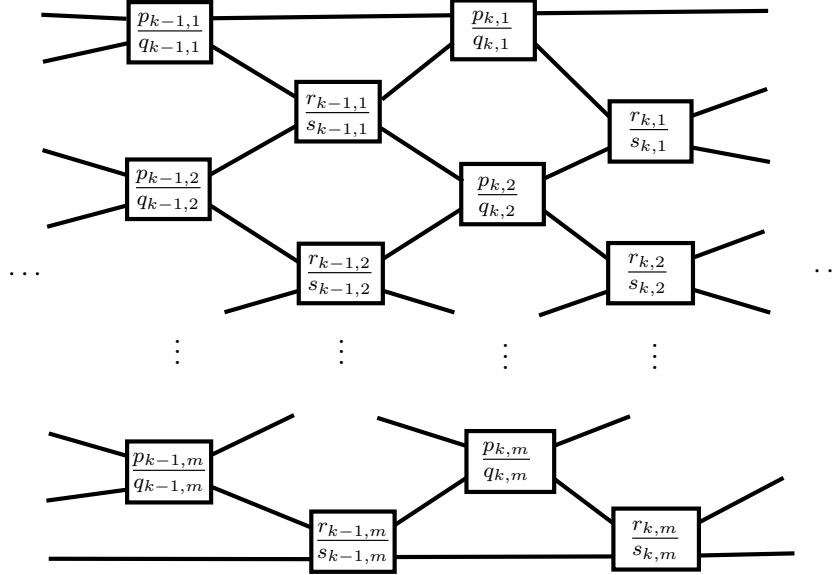 p_{k-1,1}/q_{k-1,1}
p_{k,1}/q_{k,1}
r_{k-1,1}/s_{k-1,1}
r_{k,1}/s_{k,1}
p_{k-1,2}/q_{k-1,2}
p_{k,2}/q_{k,2}
r_{k-1,2}/s_{k-1,2}
r_{k,2}/s_{k,2}
···
··
⋮ ⋮ ⋮ ⋮
p_{k-1,m}/q_{k-1,m}
p_{k,m}/q_{k,m}
r_{k-1,m}/s_{k-1,m}
r_{k,m}/s_{k,m}